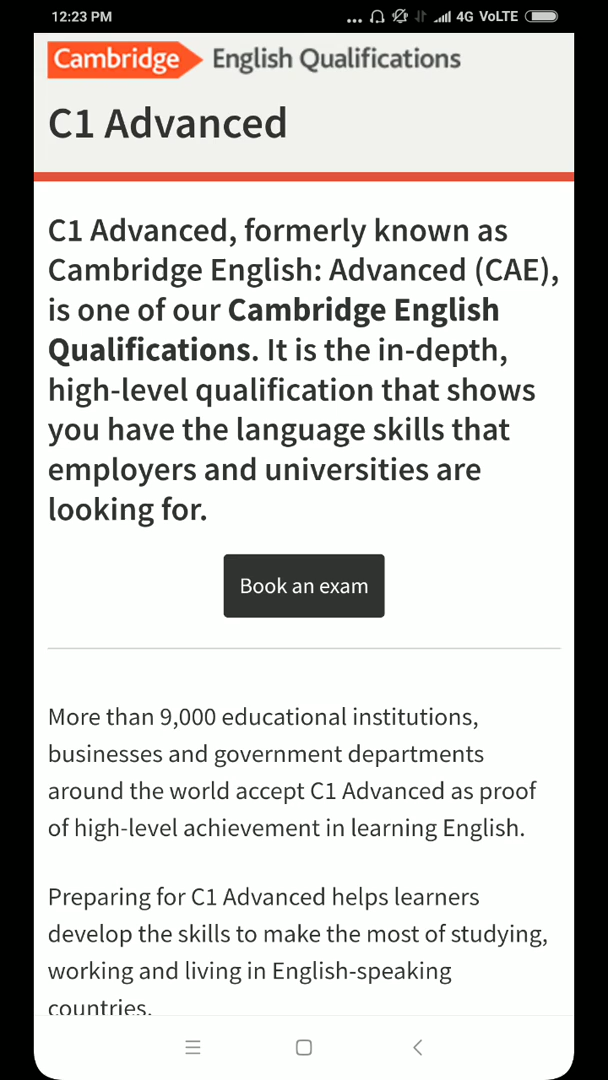 12:23 PM ... 4G VoLTE
Cambridge English Qualifications
C1 Advanced
C1 Advanced, formerly known as
Cambridge English: Advanced (CAE),
is one of our Cambridge English
Qualifications. It is the in-depth,
high-level qualification that shows
you have the language skills that
employers and universities are
looking for.
Book an exam
More than 9,000 educational institutions,
businesses and government departments
around the world accept C1 Advanced as proof
of high-level achievement in learning English.
Preparing for C1 Advanced helps learners
develop the skills to make the most of studying,
working and living in English-speaking
countries.